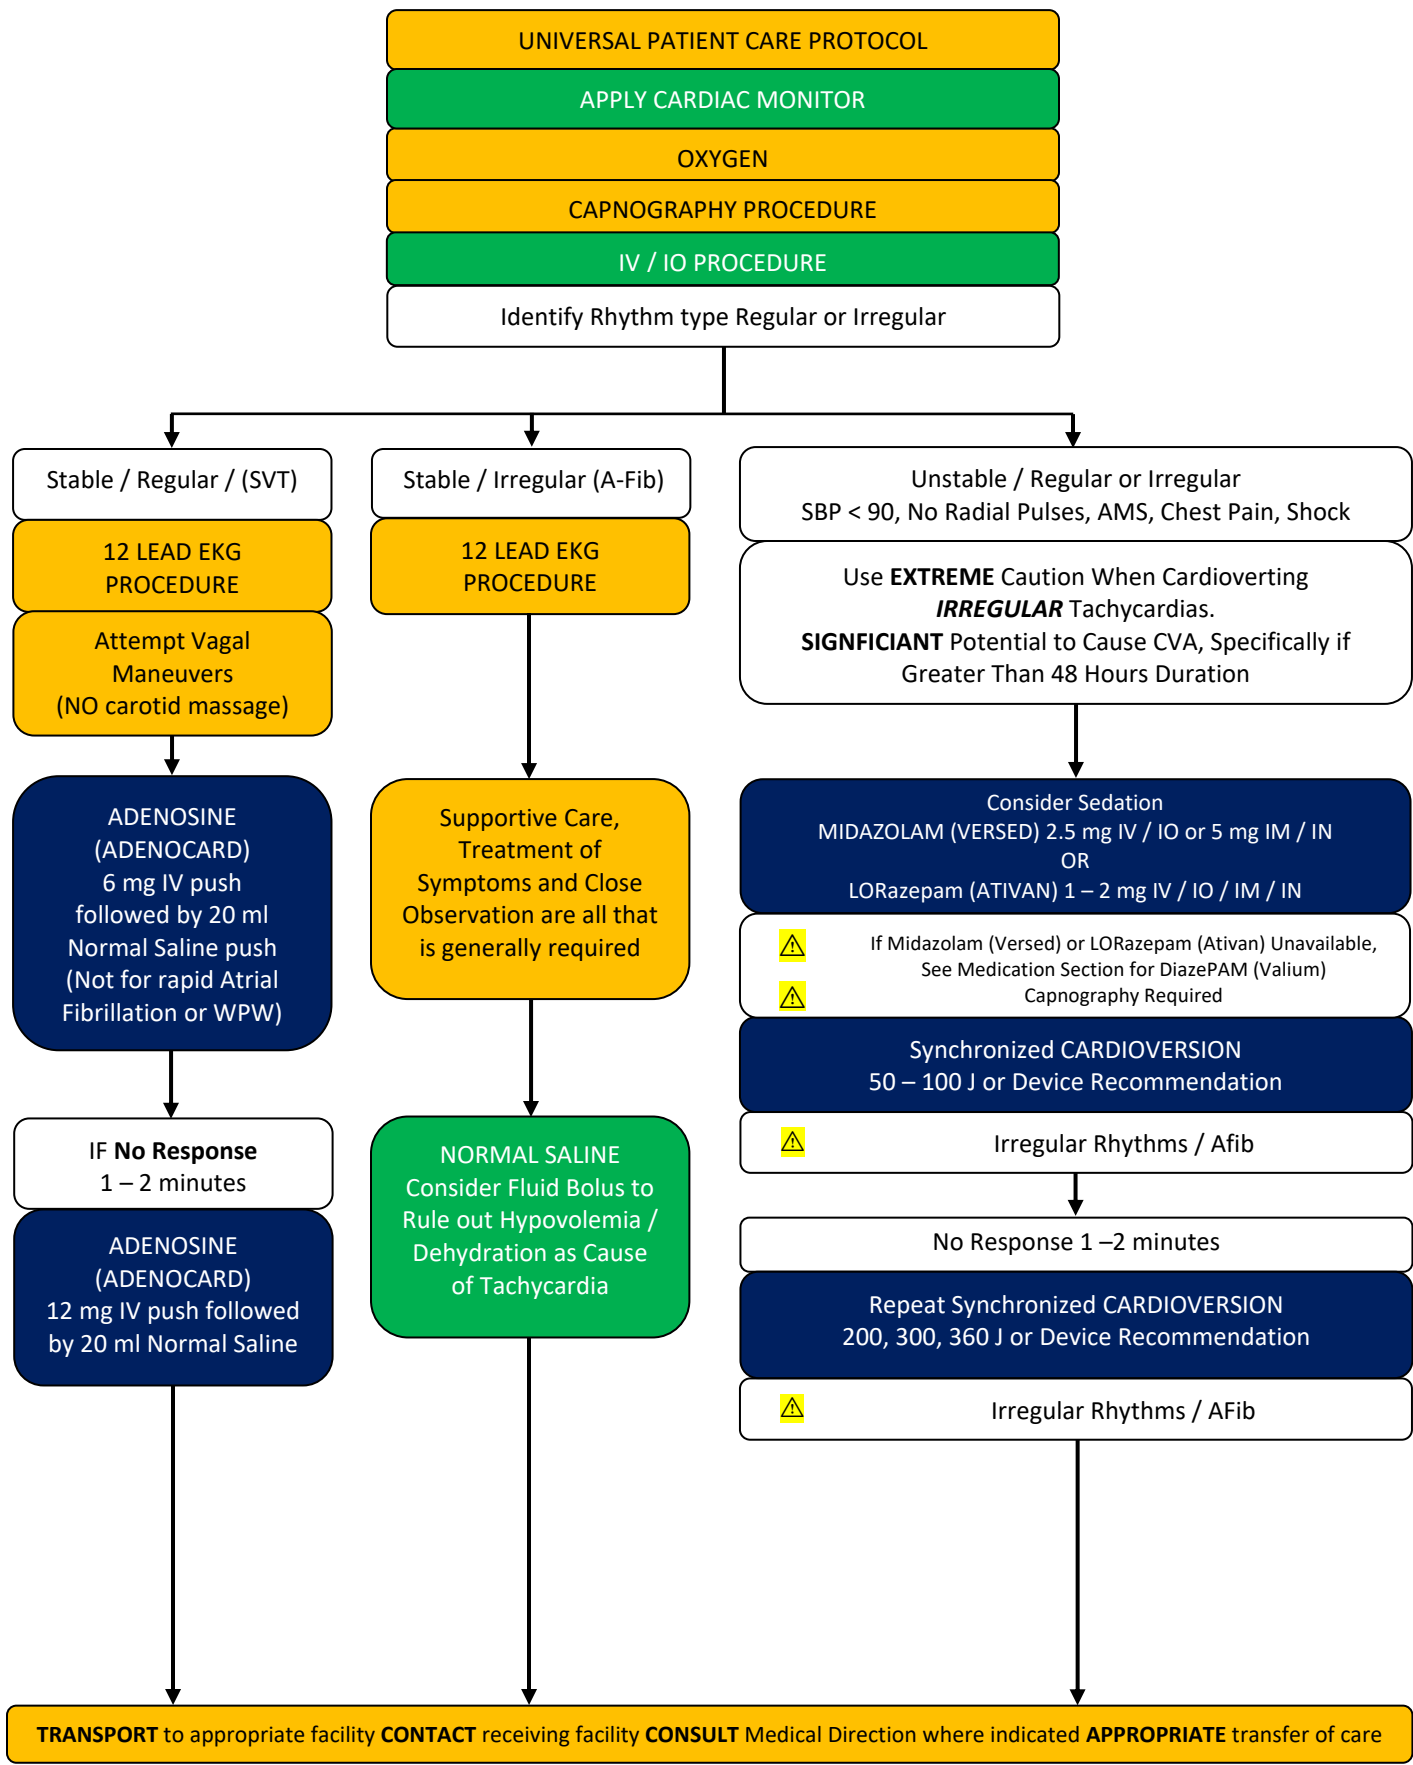 UNIVERSAL PATIENT CARE PROTOCOL
APPLY CARDIAC MONITOR
OXYGEN
CAPNOGRAPHY PROCEDURE
IV / IO PROCEDURE
Identify Rhythm type Regular or Irregular
Stable / Regular / (SVT)
12 LEAD EKG
PROCEDURE
Attempt Vagal
Maneuvers
(NO carotid massage)
ADENOSINE
(ADENOCARD)
6 mg IV push
followed by 20 ml
Normal Saline push
(Not for rapid Atrial
Fibrillation or WPW)
IF No Response
1 – 2 minutes
ADENOSINE
(ADENOCARD)
12 mg IV push followed
by 20 ml Normal Saline
Stable / Irregular (A-Fib)
12 LEAD EKG
PROCEDURE
Supportive Care,
Treatment of
Symptoms and Close
Observation are all that
is generally required
NORMAL SALINE
Consider Fluid Bolus to
Rule out Hypovolemia /
Dehydration as Cause
of Tachycardia
Unstable / Regular or Irregular
SBP < 90, No Radial Pulses, AMS, Chest Pain, Shock
Use EXTREME Caution When Cardioverting
IRREGULAR Tachycardias.
SIGNFICIANT Potential to Cause CVA, Specifically if
Greater Than 48 Hours Duration
Consider Sedation
MIDAZOLAM (VERSED) 2.5 mg IV / IO or 5 mg IM / IN
OR
LORazepam (ATIVAN) 1 – 2 mg IV / IO / IM / IN
⚠ If Midazolam (Versed) or LORazepam (Ativan) Unavailable,
See Medication Section for DiazePAM (Valium)
⚠ Capnography Required
Synchronized CARDIOVERSION
50 – 100 J or Device Recommendation
⚠ Irregular Rhythms / Afib
No Response 1 –2 minutes
Repeat Synchronized CARDIOVERSION
200, 300, 360 J or Device Recommendation
⚠ Irregular Rhythms / AFib
TRANSPORT to appropriate facility CONTACT receiving facility CONSULT Medical Direction where indicated APPROPRIATE transfer of care